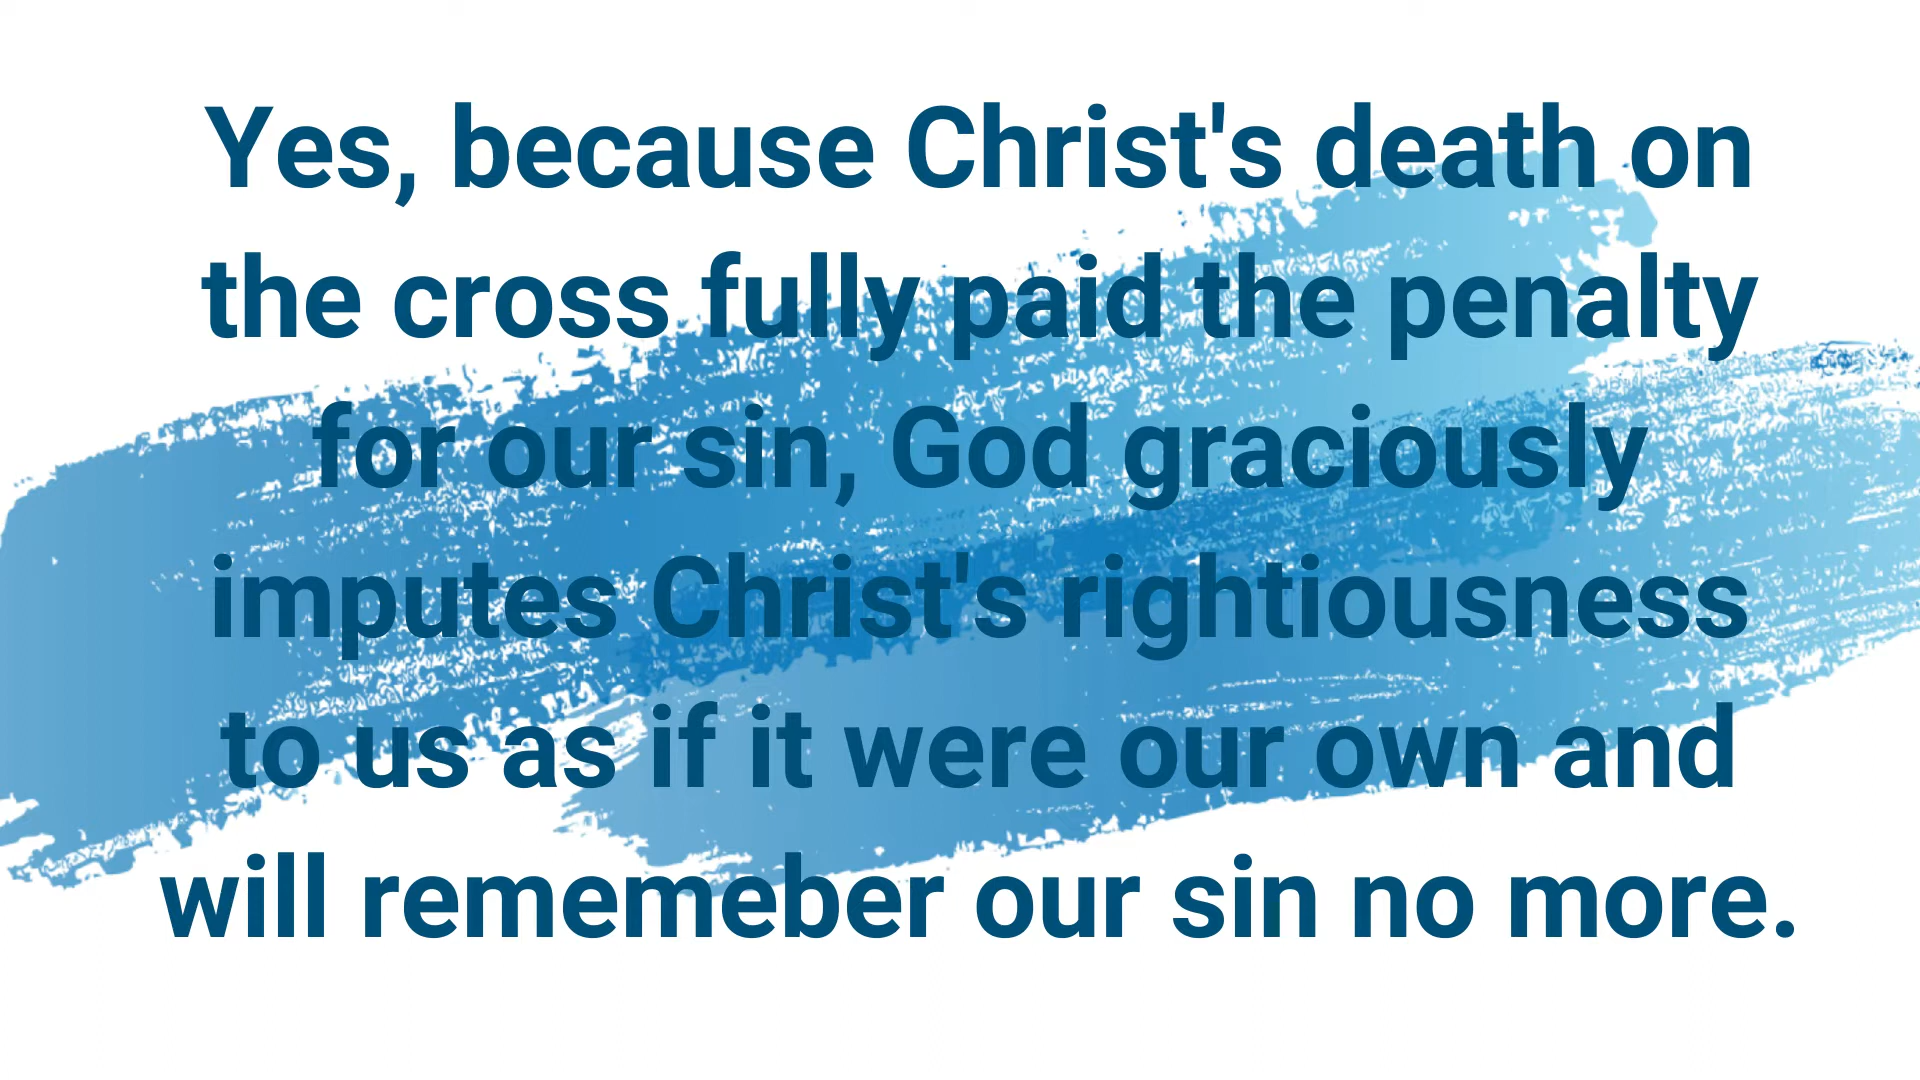 Yes, because Christ's death on
the cross fully paid the penalty
for our sin, God graciously
imputes Christ's rightiousness
to us as if it were our own and
will rememeber our sin no more.